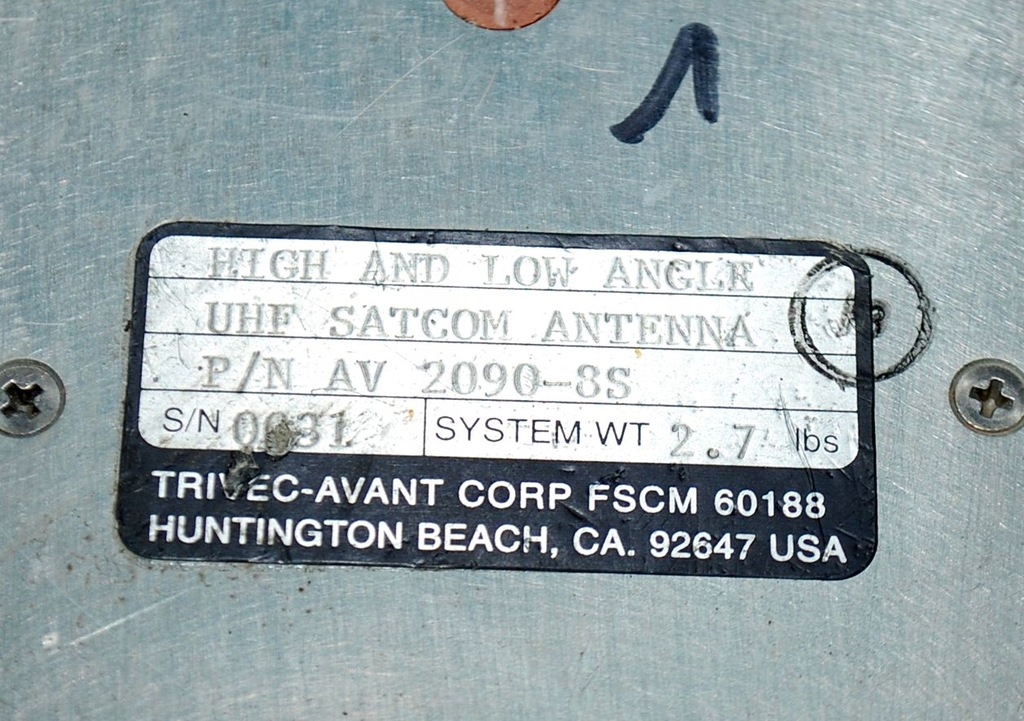 1
HIGH AND LOW ANGLE
UHF SATCOM ANTENNA
P/N AV 2090-3S
S/N 0031 SYSTEM WT 2.7 lbs
TRIVEC-AVANT CORP FSCM 60188
HUNTINGTON BEACH, CA. 92647 USA